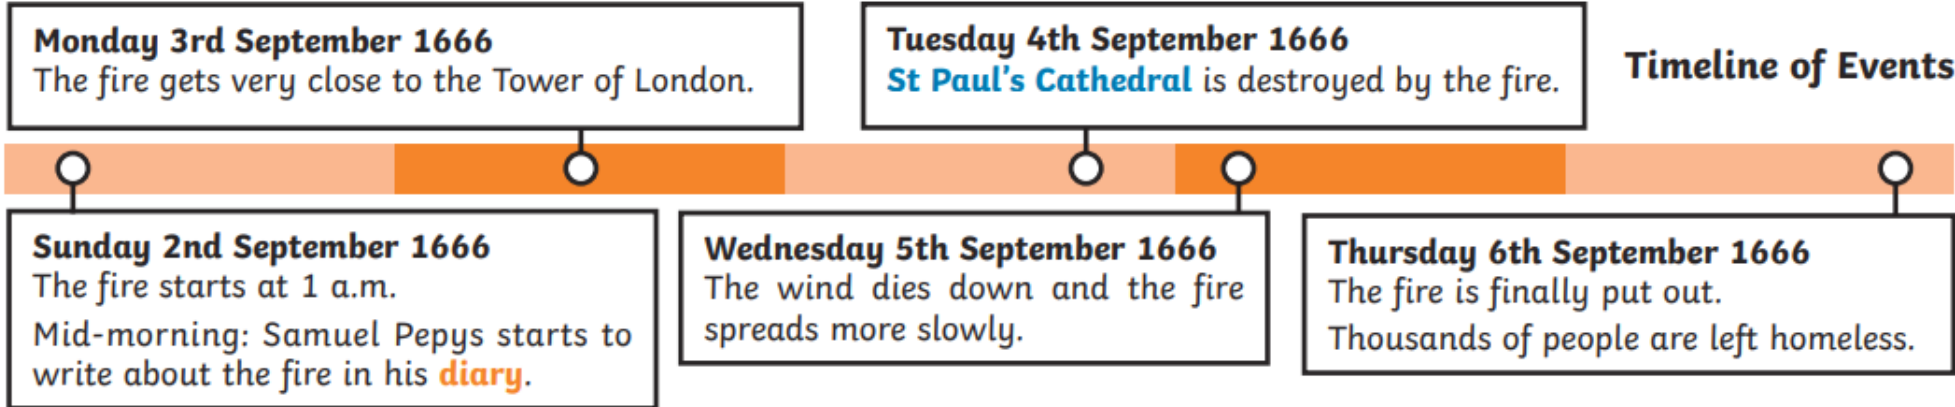 Monday 3rd September 1666
The fire gets very close to the Tower of London.
Tuesday 4th September 1666
St Paul's Cathedral is destroyed by the fire.
Timeline of Events
Sunday 2nd September 1666
The fire starts at 1 a.m.
Mid-morning: Samuel Pepys starts to
write about the fire in his diary.
Wednesday 5th September 1666
The wind dies down and the fire
spreads more slowly.
Thursday 6th September 1666
The fire is finally put out.
Thousands of people are left homeless.